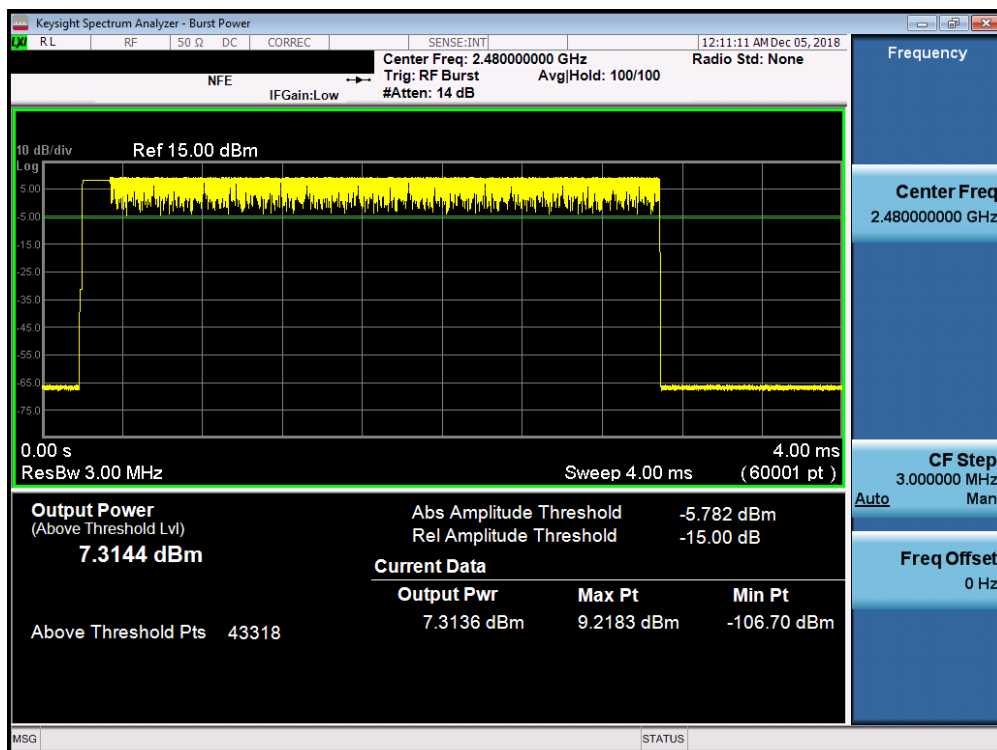 Keysight Spectrum Analyzer - Burst Power
LXI RL RF 50 Ω DC CORREC SENSE:INT 12:11:11 AM Dec 05, 2018
Center Freq: 2.480000000 GHz Radio Std: None
NFE Trig: RF Burst Avg|Hold: 100/100
IFGain:Low #Atten: 14 dB
10 dB/div Ref 15.00 dBm
Log
5.00
-5.00
-15.0
-25.0
-35.0
-45.0
-55.0
-65.0
-75.0
0.00 s 4.00 ms
ResBw 3.00 MHz Sweep 4.00 ms (60001 pt)
Output Power
(Above Threshold Lvl)
7.3144 dBm
Above Threshold Pts 43318
Abs Amplitude Threshold -5.782 dBm
Rel Amplitude Threshold -15.00 dB
Current Data
Output Pwr Max Pt Min Pt
7.3136 dBm 9.2183 dBm -106.70 dBm
MSG STATUS
Frequency
Center Freq
2.480000000 GHz
CF Step
3.000000 MHz
Auto Man
Freq Offset
0 Hz